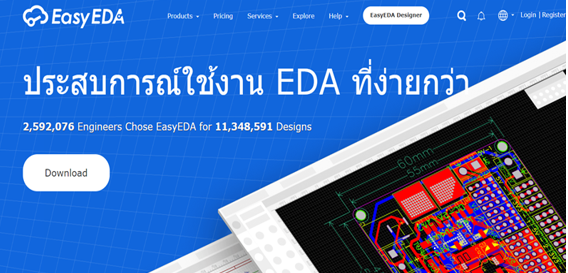 EasyEDA
Products Pricing Services Explore Help EasyEDA Designer Login | Register
ประสบการณ์ใช้งาน EDA ที่ง่ายกว่า
2,592,076 Engineers Chose EasyEDA for 11,348,591 Designs
Download
60mm
55mm